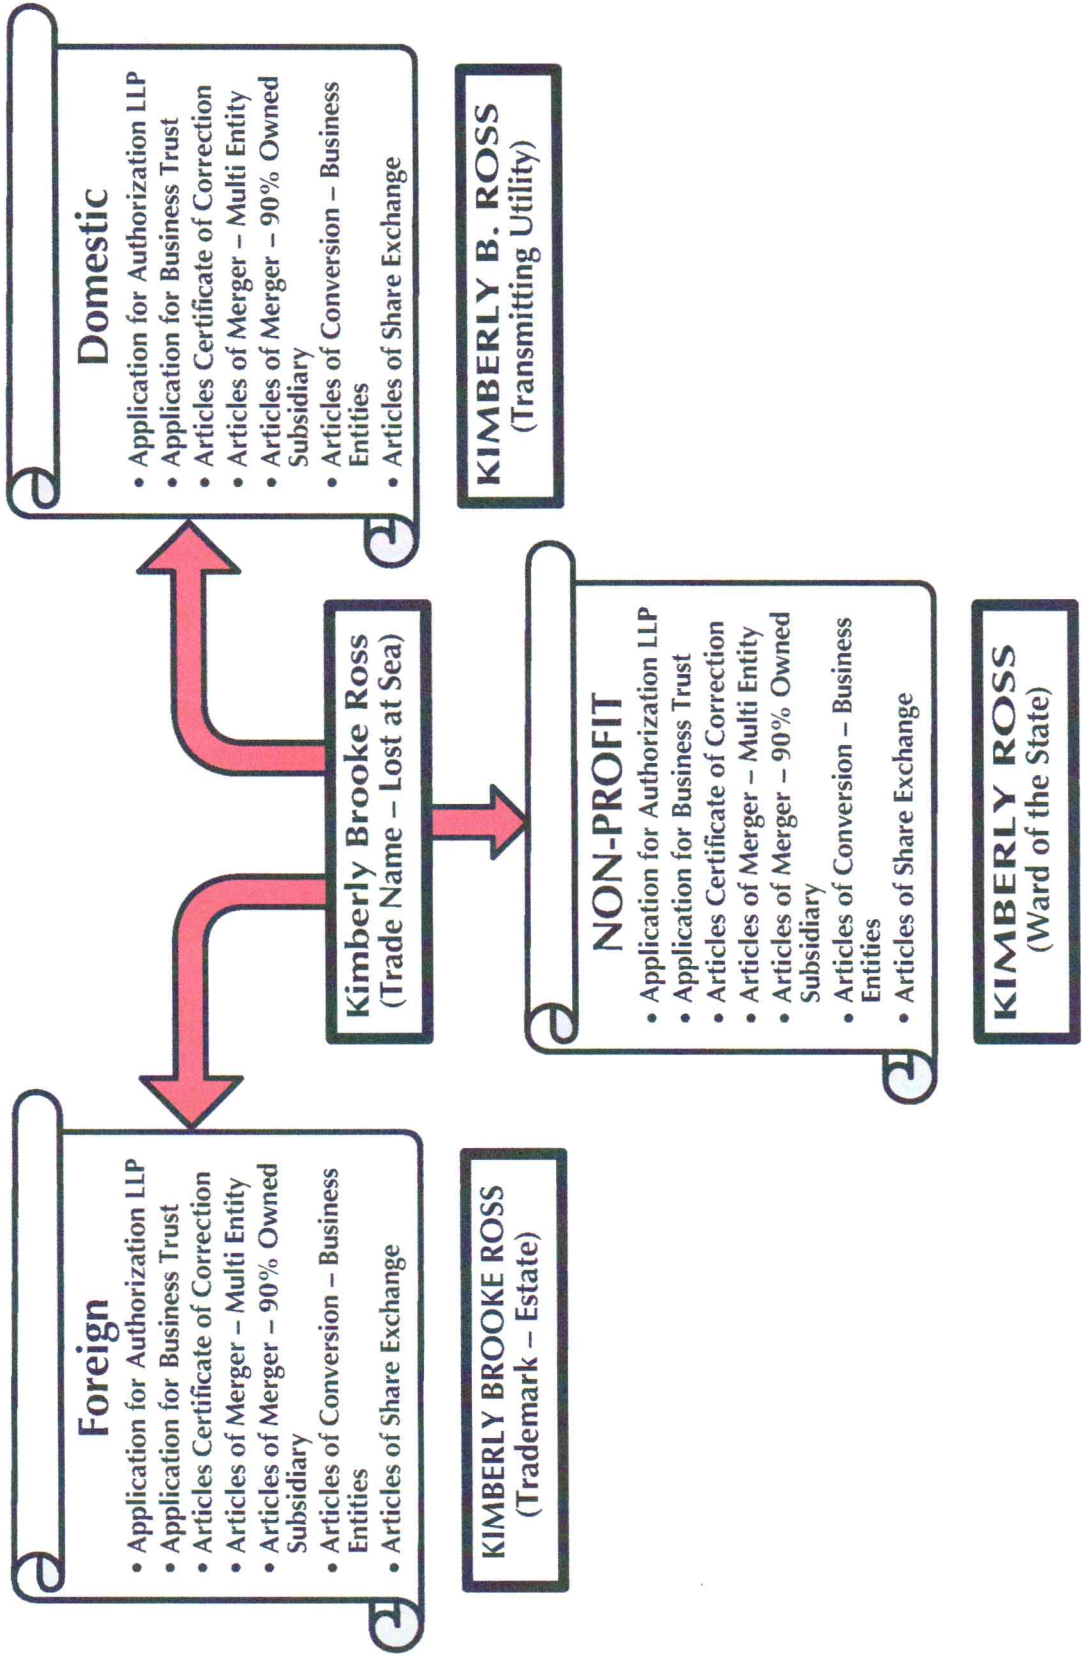 Foreign
• Application for Authorization LLP
• Application for Business Trust
• Articles Certificate of Correction
• Articles of Merger – Multi Entity
• Articles of Merger – 90% Owned
Subsidiary
• Articles of Conversion – Business
Entities
• Articles of Share Exchange
KIMBERLY BROOKE ROSS
(Trademark – Estate)
Kimberly Brooke Ross
(Trade Name – Lost at Sea)
NON-PROFIT
• Application for Authorization LLP
• Application for Business Trust
• Articles Certificate of Correction
• Articles of Merger – Multi Entity
• Articles of Merger – 90% Owned
Subsidiary
• Articles of Conversion – Business
Entities
• Articles of Share Exchange
KIMBERLY ROSS
(Ward of the State)
Domestic
• Application for Authorization LLP
• Application for Business Trust
• Articles Certificate of Correction
• Articles of Merger – Multi Entity
• Articles of Merger – 90% Owned
Subsidiary
• Articles of Conversion – Business
Entities
• Articles of Share Exchange
KIMBERLY B. ROSS
(Transmitting Utility)